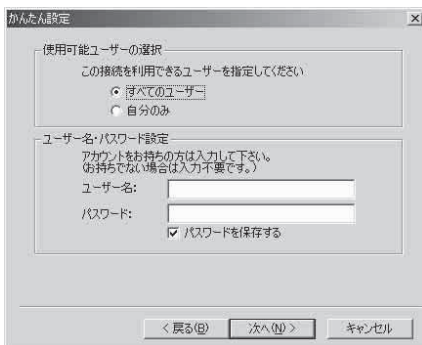 かんたん設定
使用可能ユーザーの選択
この接続を利用できるユーザーを指定してください
すべてのユーザー
自分のみ
ユーザー名・パスワード設定
アカウントをお持ちの方は入力して下さい。
(お持ちでない場合は入力不要です。)
ユーザー名:
パスワード:
パスワードを保存する
< 戻る(B) 次へ(N) > キャンセル